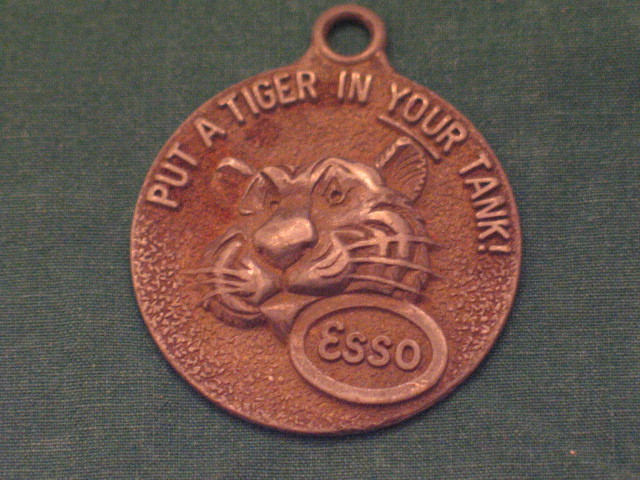 PUT A TIGER IN YOUR TANK!
Esso